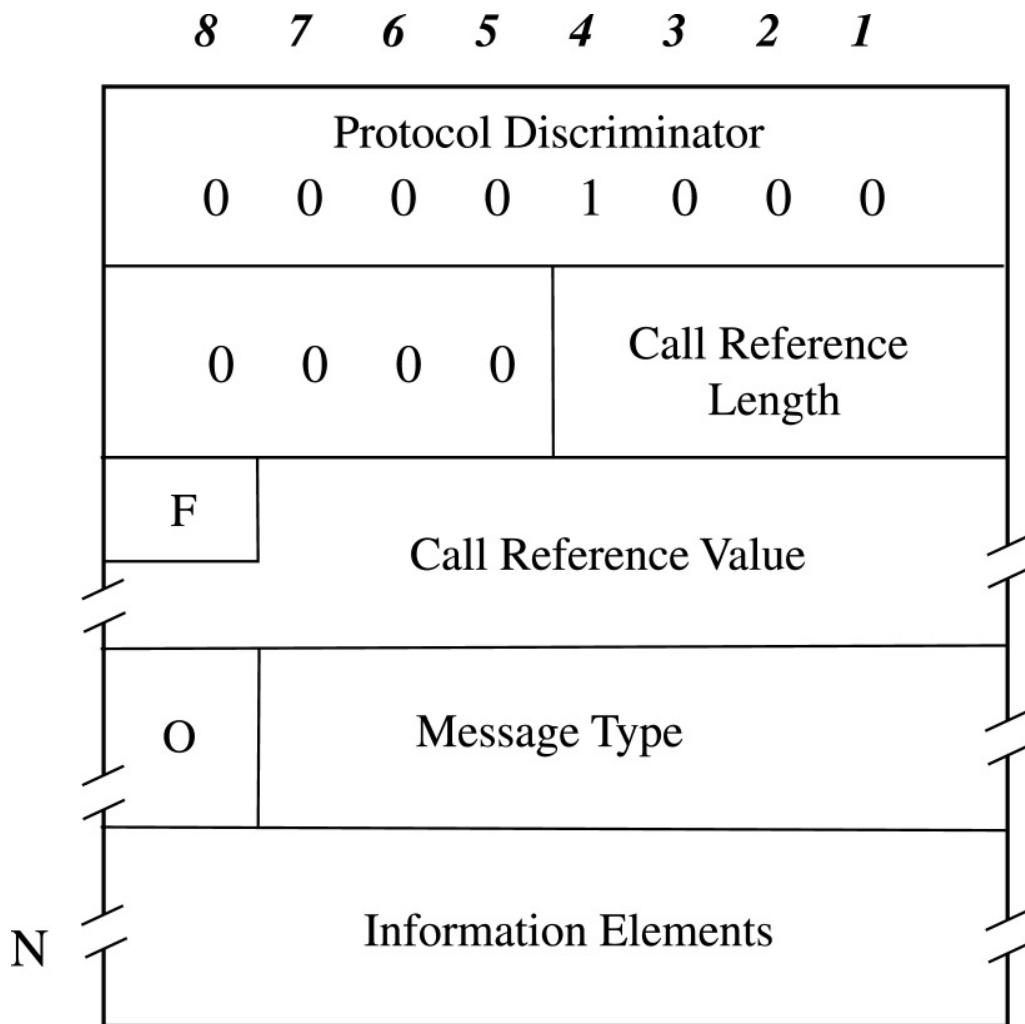 8 7 6 5 4 3 2 1
Protocol Discriminator
0 0 0 0 1 0 0 0
0 0 0 0
Call Reference
Length
F
Call Reference Value
O
Message Type
N
Information Elements